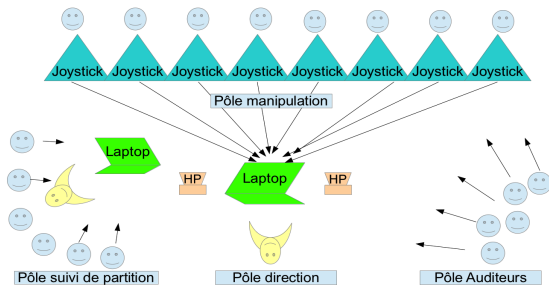 Joystick Joystick Joystick Joystick Joystick Joystick Joystick Joystick
Pôle manipulation
Laptop
HP
Laptop
HP
Pôle suivi de partition
Pôle direction
Pôle Auditeurs